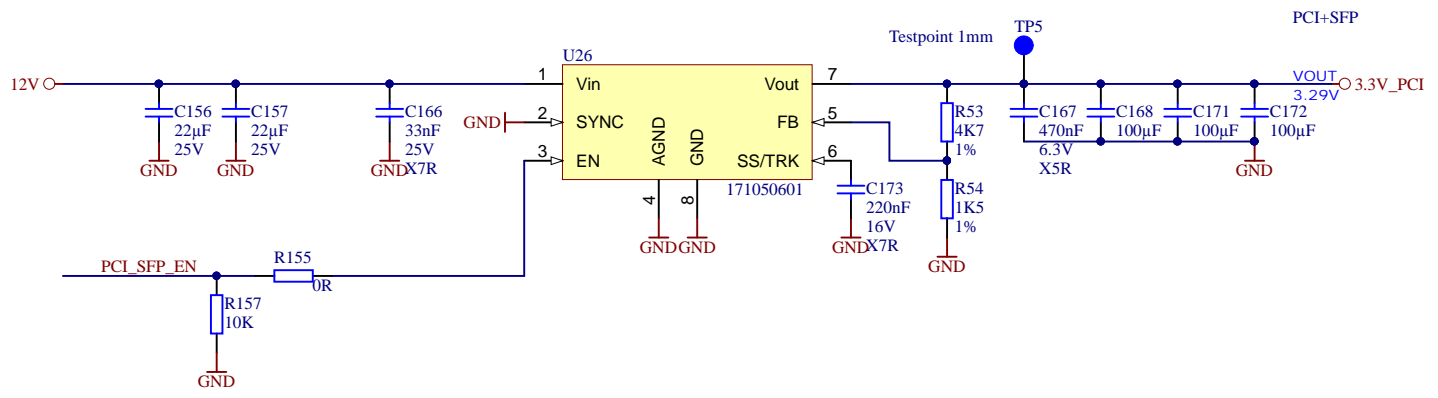 PCI+SFP
TP5
Testpoint 1mm
U26
12V
1
Vin
Vout
7
VOUT
3.29V
3.3V_PCI
C156
22µF
25V
GND
C157
22µF
25V
GND
C166
33nF
25V
X7R
GND
GND
2
SYNC
FB
5
3
EN
SS/TRK
6
AGND
GND
4
8
GND
GND
171050601
C173
220nF
16V
X7R
GND
R53
4K7
1%
R54
1K5
1%
GND
C167
470nF
6.3V
X5R
C168
100µF
C171
100µF
C172
100µF
GND
PCI_SFP_EN
R155
0R
R157
10K
GND